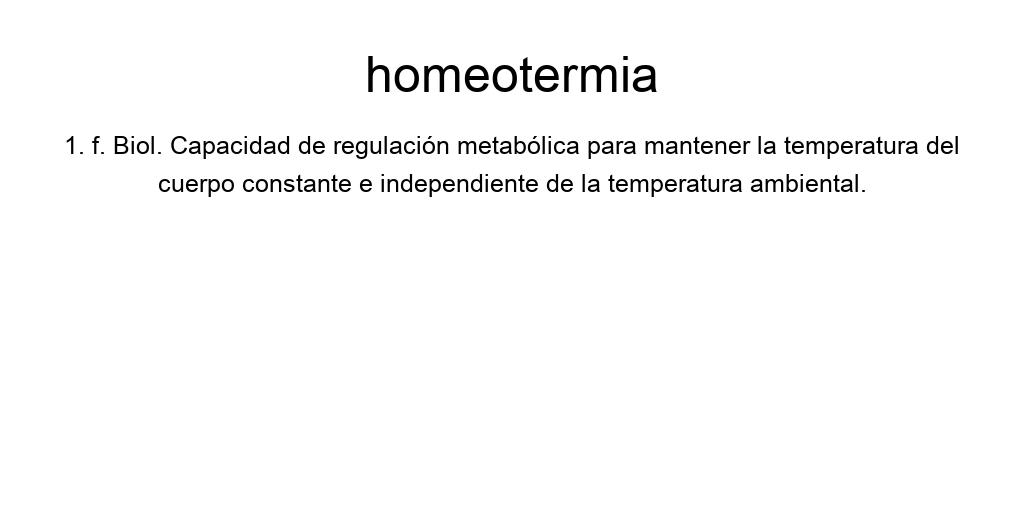 homeotermia
1. f. Biol. Capacidad de regulación metabólica para mantener la temperatura del
cuerpo constante e independiente de la temperatura ambiental.